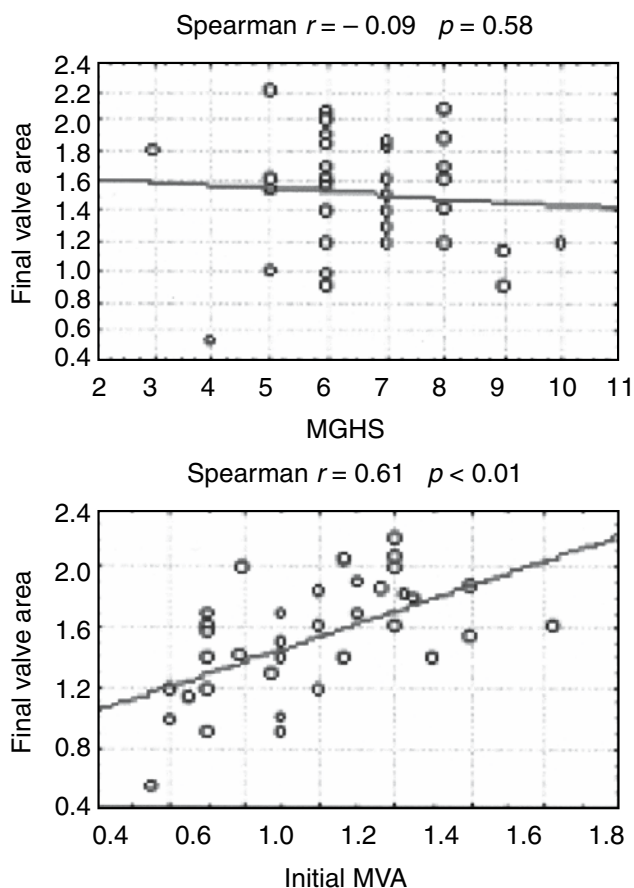 Spearman r = – 0.09 p = 0.58
2.4
2.2
2.0
1.8
1.6
1.4
1.2
1.0
0.8
0.6
0.4
Final valve area
2 3 4 5 6 7 8 9 10 11
MGHS
Spearman r = 0.61 p < 0.01
2.4
2.0
1.6
1.2
0.8
0.4
Final valve area
0.4 0.6 1.0 1.2 1.4 1.6 1.8
Initial MVA